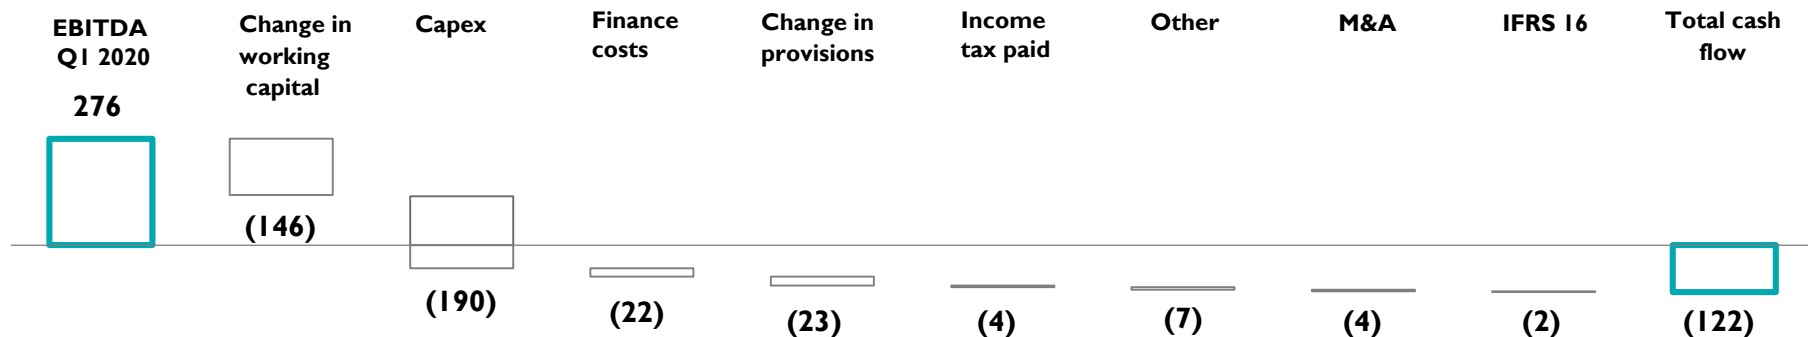 EBITDA
Q1 2020
276
Change in
working
capital
(146)
Capex
(190)
Finance
costs
(22)
Change in
provisions
(23)
Income
tax paid
(4)
Other
(7)
M&A
(4)
IFRS 16
(2)
Total cash
flow
(122)